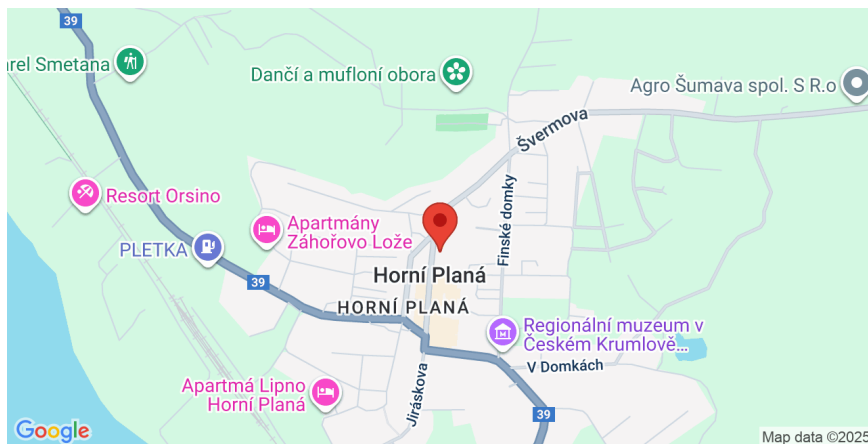 39
arel Smetana
Dančí a mufloní obora
Agro Šumava spol. S R.o
Švermova
Resort Orsino
Finské domky
Apartmány
Záhořovo Lože
PLETKA
Horní Planá
39
HORNÍ PLANÁ
Regionální muzeum v
Českém Krumlově...
V Domkách
Apartmá Lipno
Horní Planá
Jiráskova
39
Google
Map data ©2025